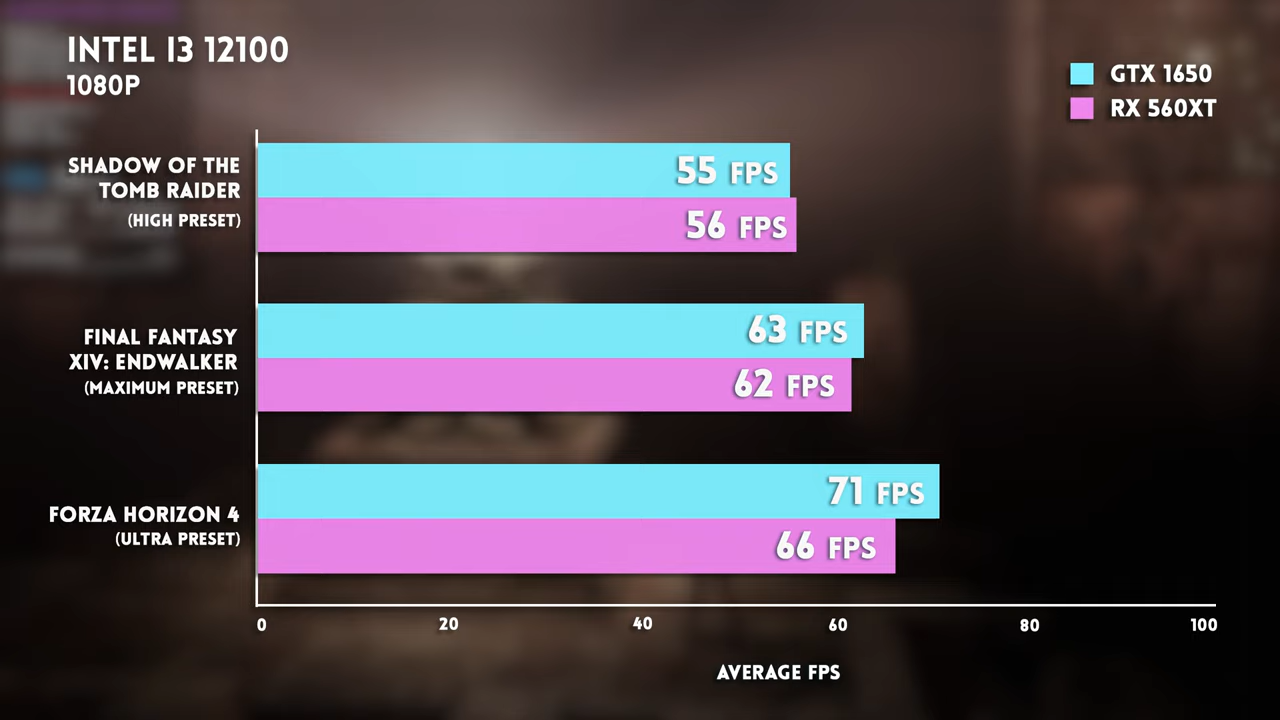 INTEL I3 12100
1080P
GTX 1650
RX 560XT
SHADOW OF THE
TOMB RAIDER
(HIGH PRESET)
55 FPS
56 FPS
FINAL FANTASY
XIV: ENDWALKER
(MAXIMUM PRESET)
63 FPS
62 FPS
FORZA HORIZON 4
(ULTRA PRESET)
71 FPS
66 FPS
0 20 40 60 80 100
AVERAGE FPS